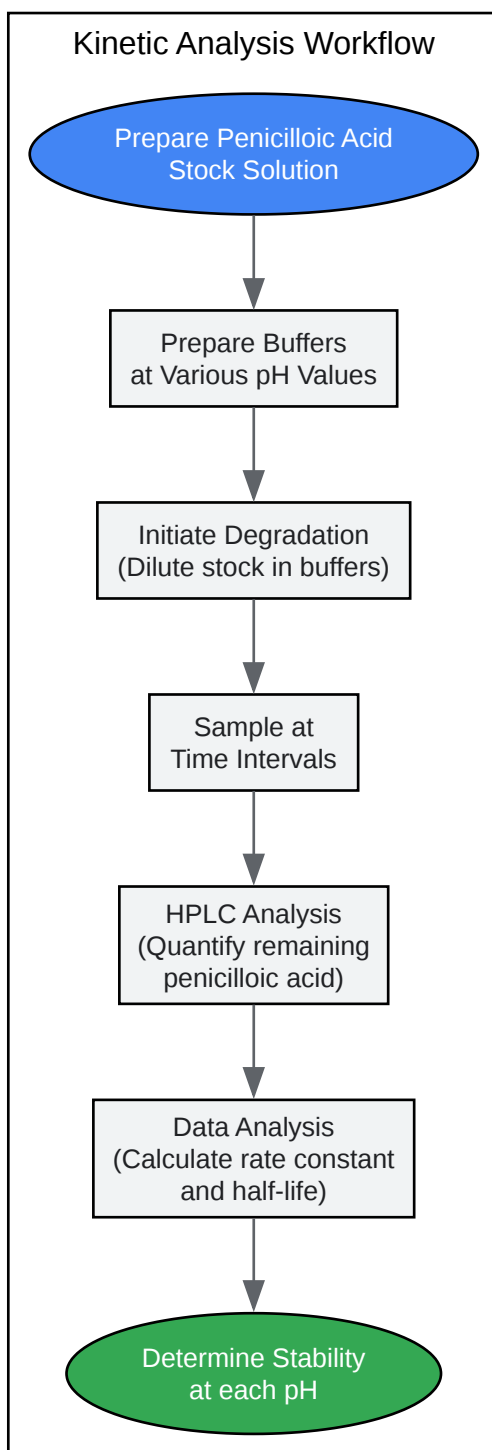 Kinetic Analysis Workflow
Prepare Penicilloic Acid
Stock Solution
Prepare Buffers
at Various pH Values
Initiate Degradation
(Dilute stock in buffers)
Sample at
Time Intervals
HPLC Analysis
(Quantify remaining
penicilloic acid)
Data Analysis
(Calculate rate constant
and half-life)
Determine Stability
at each pH